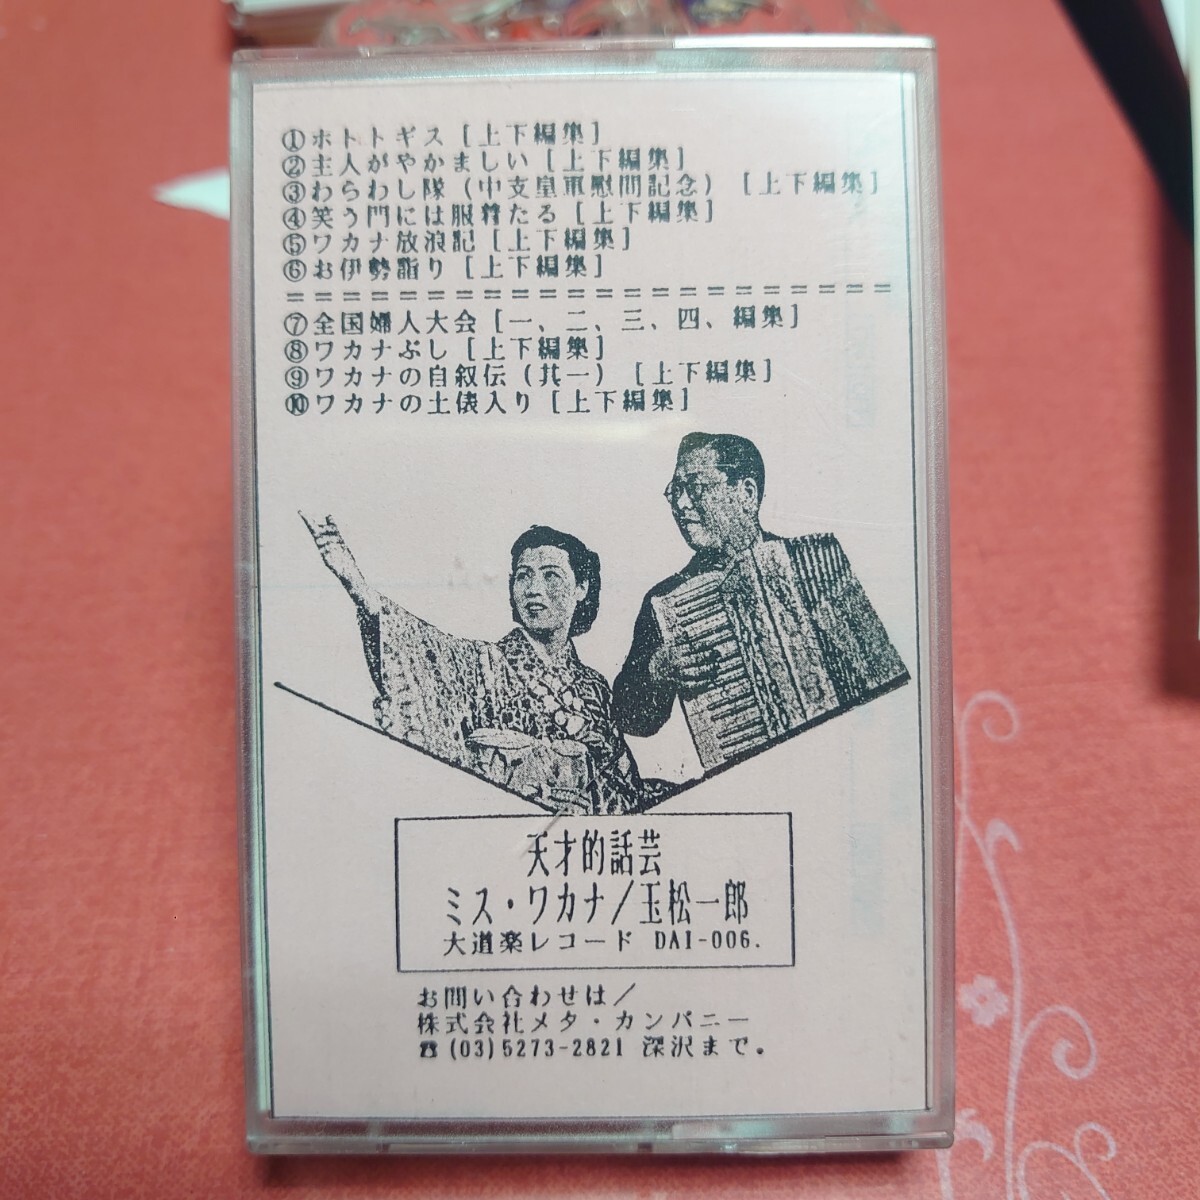 ①ホトトギス[上下編集]
②主人がやかましい[上下編集]
③わらわし隊(中支皇軍慰問記念) [上下編集]
④笑う門には服着たる[上下編集]
⑤ワカナ放浪記[上下編集]
⑥お伊勢詣り[上下編集]
======================
⑦全国婦人大会[一、二、三、四、編集]
⑧ワカナぶし[上下編集]
⑨ワカナの自叙伝(其一) [上下編集]
⑩ワカナの土俵入り[上下編集]
天才的話芸
ミス・ワカナ/玉松一郎
大道楽レコード DAI-006.
お問い合わせは/
株式会社メタ・カンパニー
☎(03)5273-2821 深沢まで。